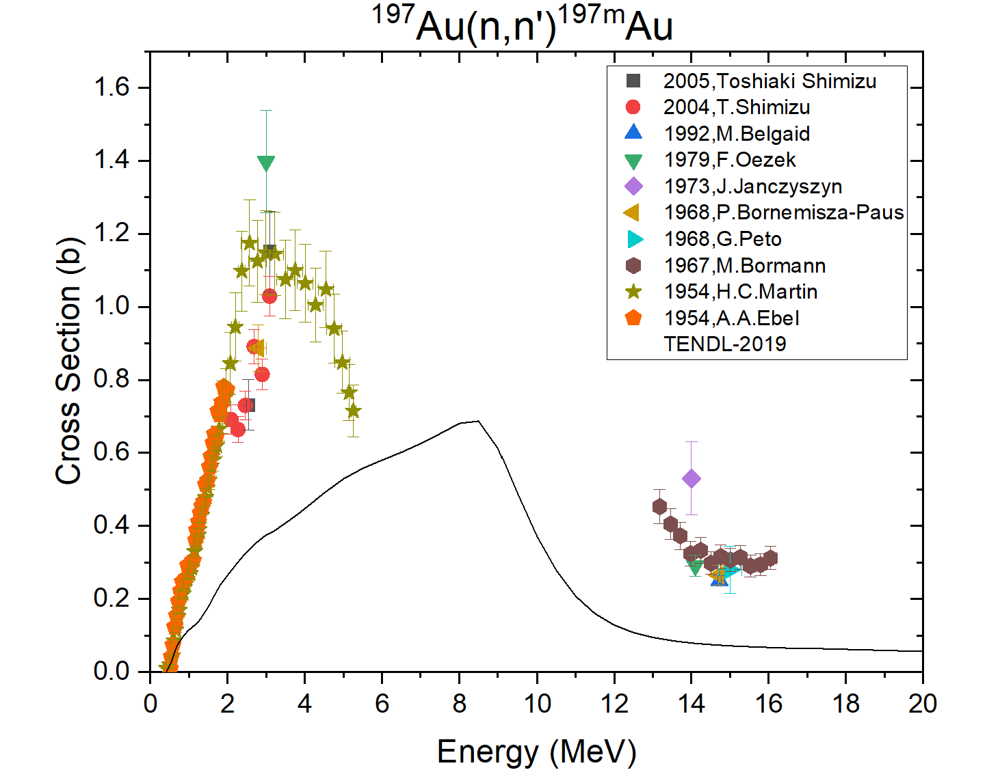 197Au(n,n')197mAu
2005,Toshiaki Shimizu
2004,T.Shimizu
1992,M.Belgaid
1979,F.Oezek
1973,J.Janczyszyn
1968,P.Bornemisza-Paus
1968,G.Peto
1967,M.Bormann
1954,H.C.Martin
1954,A.A.Ebel
TENDL-2019
Cross Section (b)
1.6
1.4
1.2
1.0
0.8
0.6
0.4
0.2
0.0
0 2 4 6 8 10 12 14 16 18 20
Energy (MeV)